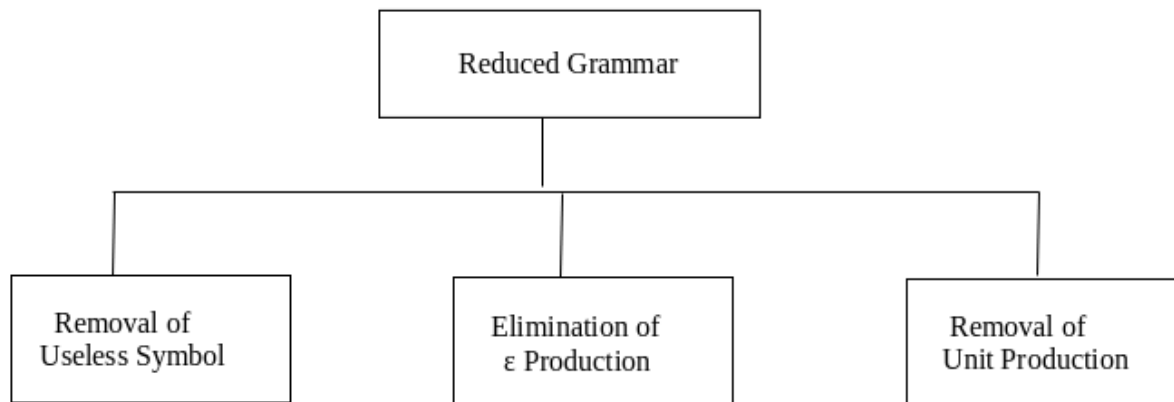 Reduced Grammar
Removal of
Useless Symbol
Elimination of
ε Production
Removal of
Unit Production